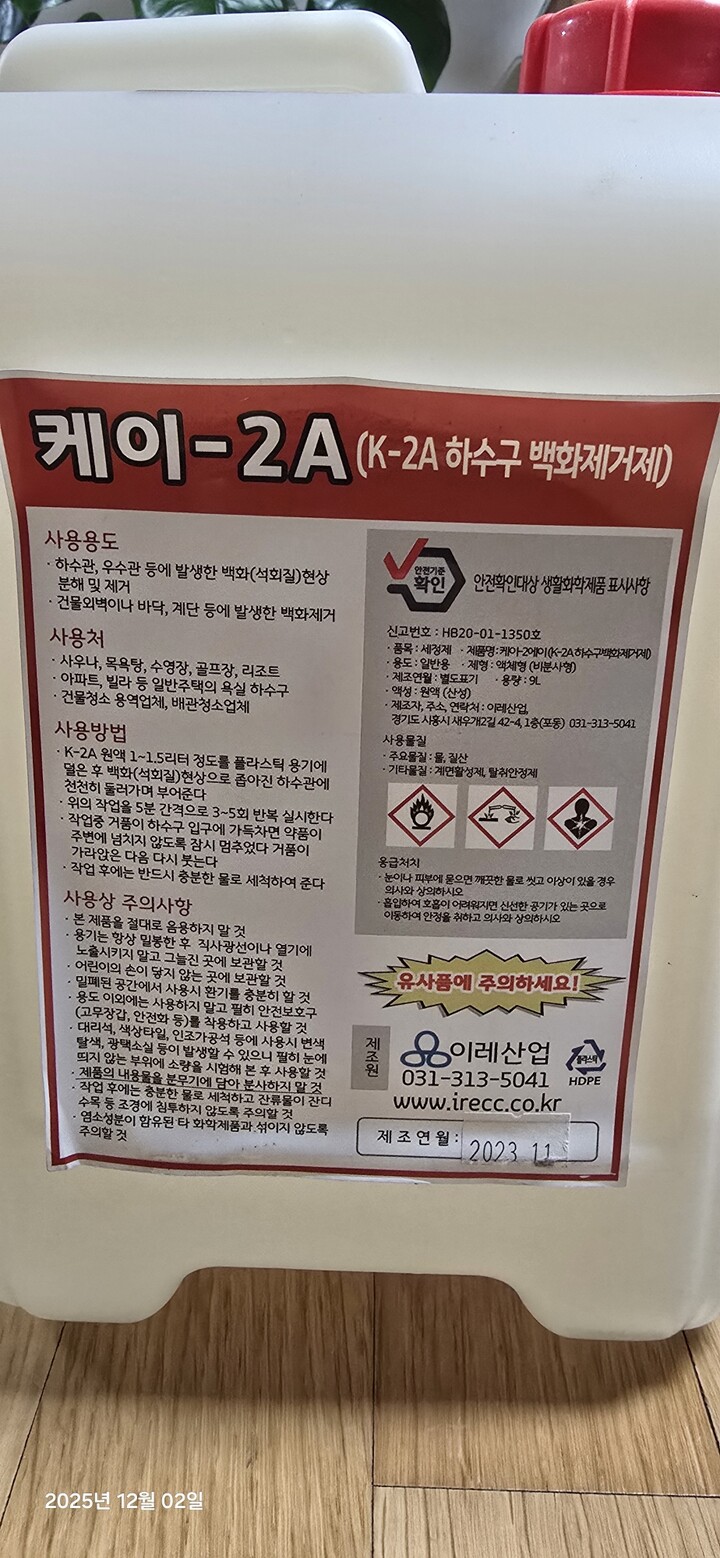 케이-2A (K-2A 하수구 백화제거제)
사용용도
· 하수관, 우수관 등에 발생한 백화(석회질)현상
분해 및 제거
· 건물외벽이나 바닥, 계단 등에 발생한 백화제거
사용처
· 사우나, 목욕탕, 수영장, 골프장, 리조트
· 아파트, 빌라 등 일반주택의 욕실 하수구
· 건물청소 용역업체, 배관청소업체
사용방법
· K-2A 원액 1~1.5리터 정도를 플라스틱 용기에
덜은 후 백화(석회질)현상으로 좁아진 하수관에
천천히 둘러가며 부어준다
· 위의 작업을 5분 간격으로 3~5회 반복 실시한다
· 작업중 거품이 하수구 입구에 가득차면 약품이
주변에 넘치지 않도록 잠시 멈추었다 거품이
가라앉은 다음 다시 붓는다
· 작업 후에는 반드시 충분한 물로 세척하여 준다
사용상 주의사항
· 본 제품을 절대로 음용하지 말 것
· 용기는 항상 밀봉한 후 직사광선이나 열기에
노출시키지 말고 그늘진 곳에 보관할 것
· 어린이의 손이 닿지 않는 곳에 보관할 것
· 밀폐된 공간에서 사용시 환기를 충분히 할 것
· 용도 이외에는 사용하지 말고 필히 안전보호구
(고무장갑, 안전화 등)를 착용하고 사용할 것
· 대리석, 색상타일, 인조가공석 등에 사용시 변색
탈색, 광택소실 등이 발생할 수 있으니 필히 눈에
띄지 않는 부위에 소량을 시험해 본 후 사용할 것
· 제품의 내용물을 분무기에 담아 분사하지 말 것
· 작업 후에는 충분한 물로 세척하고 잔류물이 잔디
수목 등 조경에 침투하지 않도록 주의할 것
· 염소성분이 함유된 타 화학제품과 섞이지 않도록
주의할 것
안전기준
확인
안전확인대상 생활화학제품 표시사항
신고번호 : HB20-01-1350호
· 품목 : 세정제 · 제품명 : 케이-2에이(K-2A 하수구백화제거제)
· 용도 : 일반용 · 제형 : 액체형 (비분사형)
· 제조연월 : 별도표기 · 용량 : 9L
· 액성 : 원액 (산성)
· 제조자, 주소, 연락처 : 이레산업,
경기도 시흥시 새우개2길 42-4, 1층(포동) 031-313-5041
사용물질
· 주요물질 : 물, 질산
· 기타물질 : 계면활성제, 탈취안정제
응급처치
· 눈이나 피부에 묻으면 깨끗한 물로 씻고 이상이 있을 경우
의사와 상의하시오
· 흡입하여 호흡이 어려워지면 신선한 공기가 있는 곳으로
이동하여 안정을 취하고 의사와 상의하시오
유사품에 주의하세요!
제조원
이레산업
031-313-5041
www.irecc.co.kr
플라스틱
HDPE
제조연월 : 2023 11
2025년 12월 02일